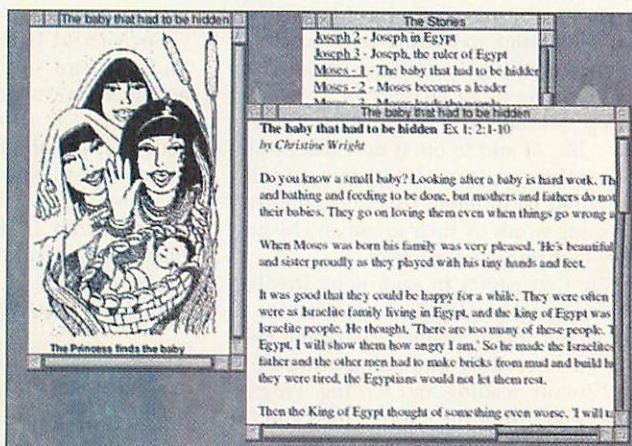 The baby that had to be hidden
The Princess finds the baby
The Stories
Joseph 2 - Joseph in Egypt
Joseph 3 - Joseph, the ruler of Egypt
Moses - 1 - The baby that had to be hidden
Moses - 2 - Moses becomes a leader
Moses - 3 - Moses leads the people
The baby that had to be hidden
The baby that had to be hidden Ex 1; 2:1-10
by Christine Wright
Do you know a small baby? Looking after a baby is hard work. Th
and bathing and feeding to be done, but mothers and fathers do not
their babies. They go on loving them even when things go wrong a
When Moses was born his family was very pleased. 'He's beautiful
and sister proudly as they played with his tiny hands and feet.
It was good that they could be happy for a while. They were often
were as Israelite family living in Egypt, and the king of Egypt was
Israelite people. He thought, 'There are too many of these people.
Egypt. I will show them how angry I am.' So he made the Israelites
father and the other men had to make bricks from mud and build h
they were tired, the Egyptians would not let them rest.
Then the King of Egypt thought of something even worse. 'I will t